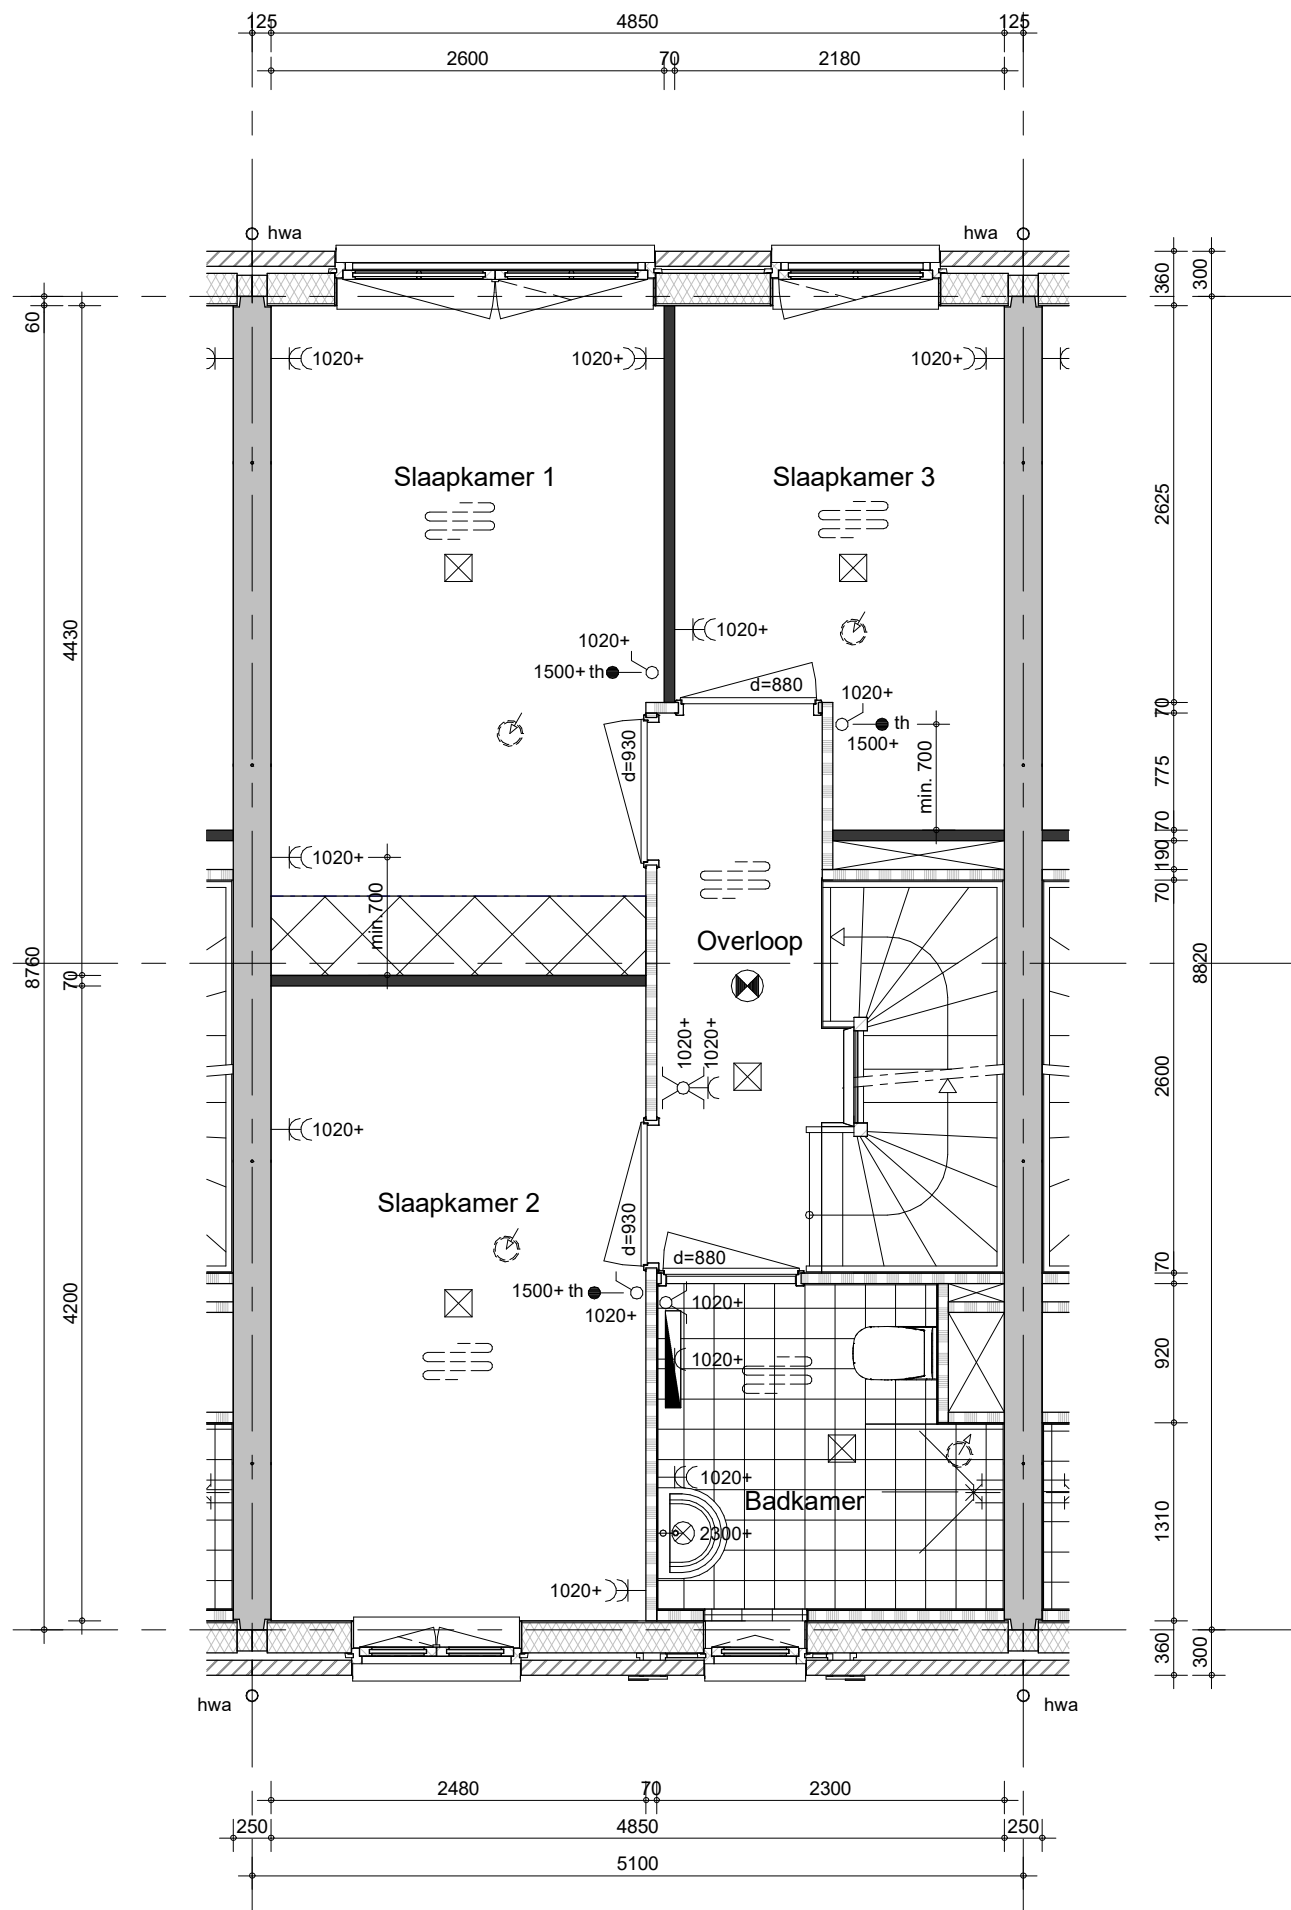 125 4850 125
2600 70 2180
hwa hwa
360 300
60
1020+ 1020+ 1020+
Slaapkamer 1 Slaapkamer 3
2625
4430
1020+ 1020+
1500+ th
d=880
1020+
th
1500+
70
d=930
min. 700
775
70
1020+
190
min. 700
70
Overloop
8760
70
8820
1020+
1020+
2600
1020+
Slaapkamer 2
d=930
d=880
70
1500+ th
1020+
1020+
4200
1020+
920
1020+
Badkamer
1310
2300+
1020+
360 300
hwa hwa
2480 70 2300
250 4850 250
5100